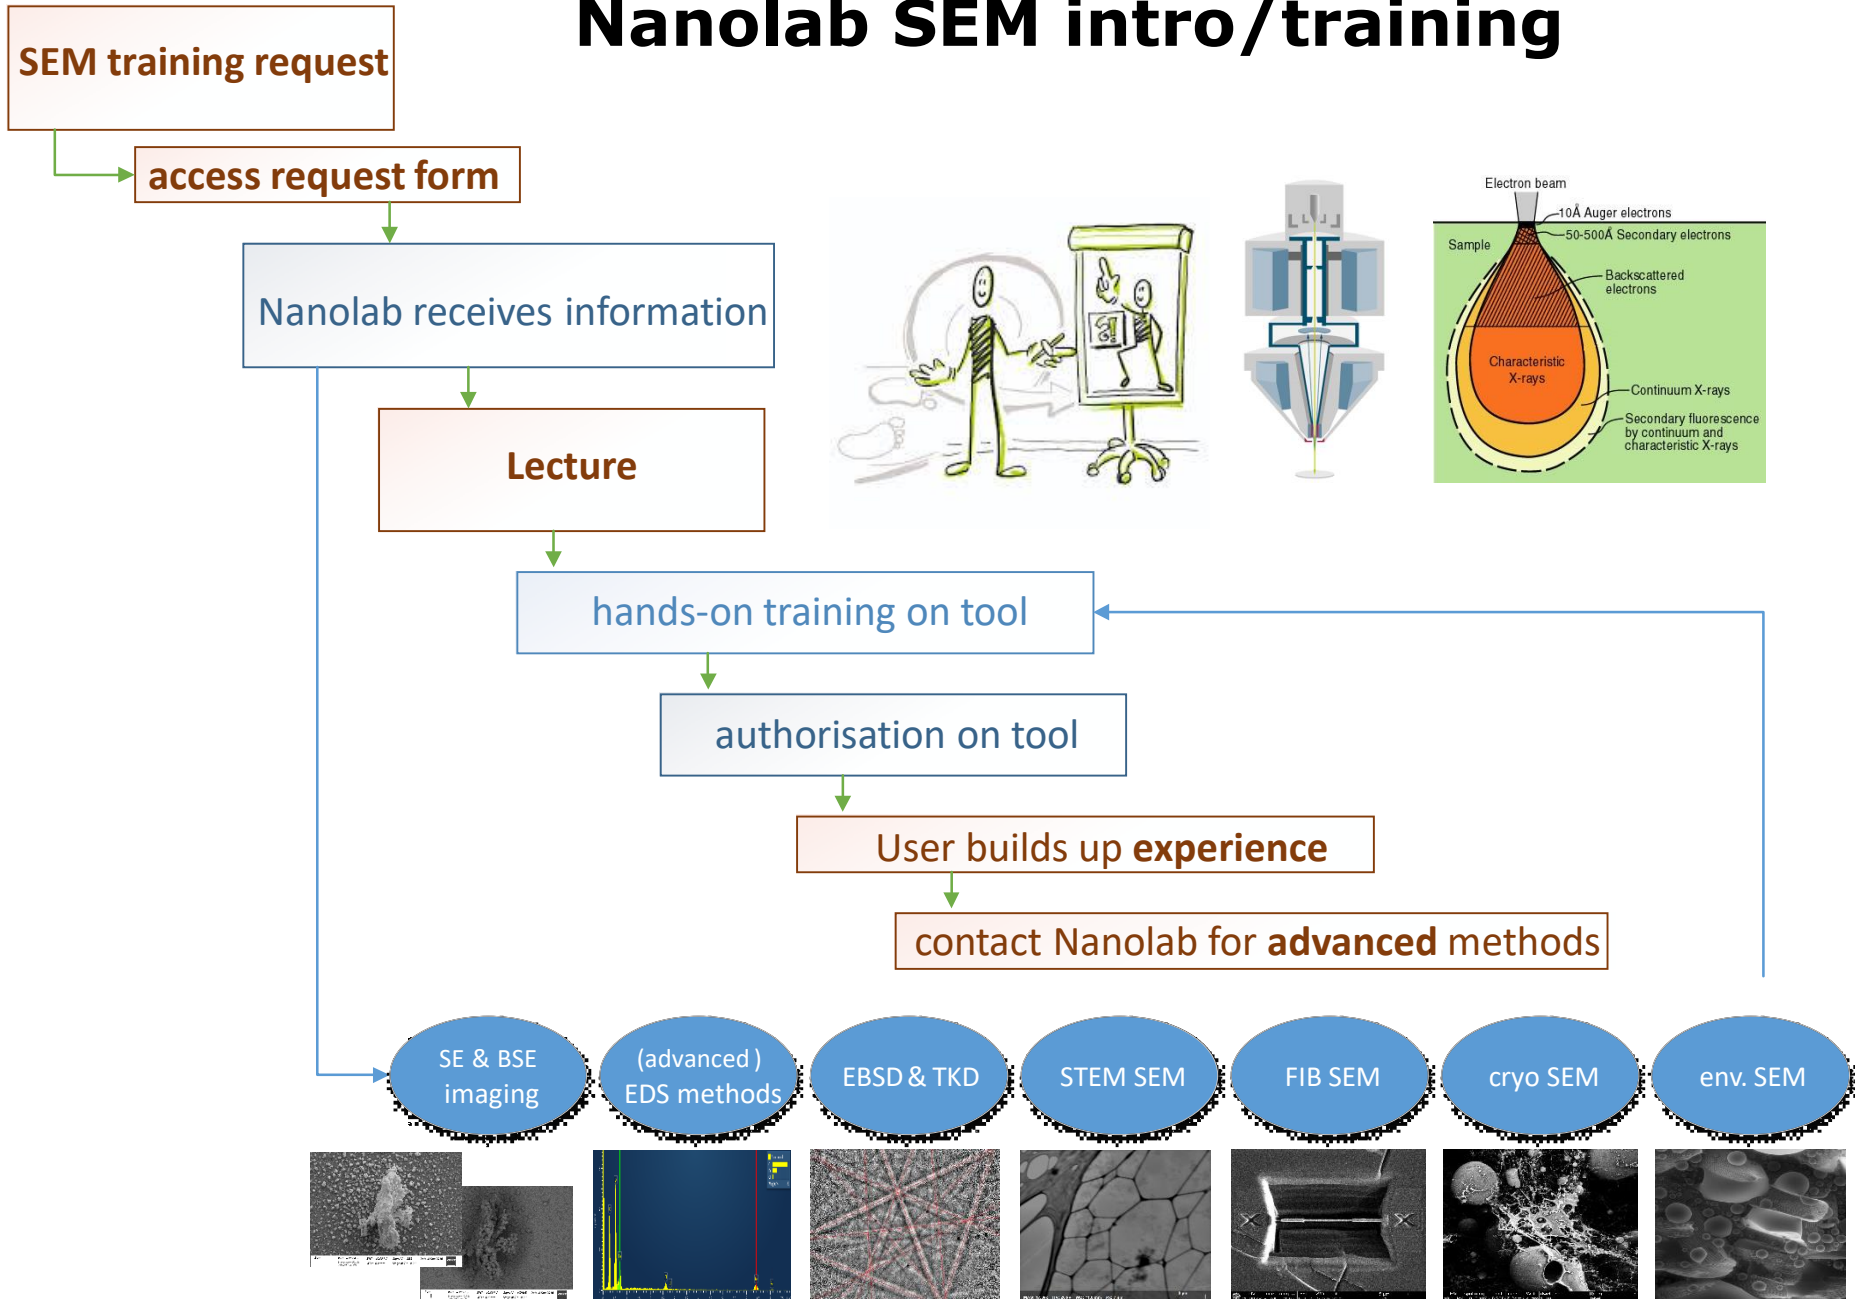 Nanolab SEM intro/training
SEM training request
access request form
Nanolab receives information
Lecture
hands-on training on tool
authorisation on tool
User builds up experience
contact Nanolab for advanced methods
Electron beam
10Å Auger electrons
50-500Å Secondary electrons
Sample
Backscattered
electrons
Characteristic
X-rays
Continuum X-rays
Secondary fluorescence
by continuum and
characteristic X-rays
SE & BSE
imaging
(advanced )
EDS methods
EBSD & TKD
STEM SEM
FIB SEM
cryo SEM
env. SEM